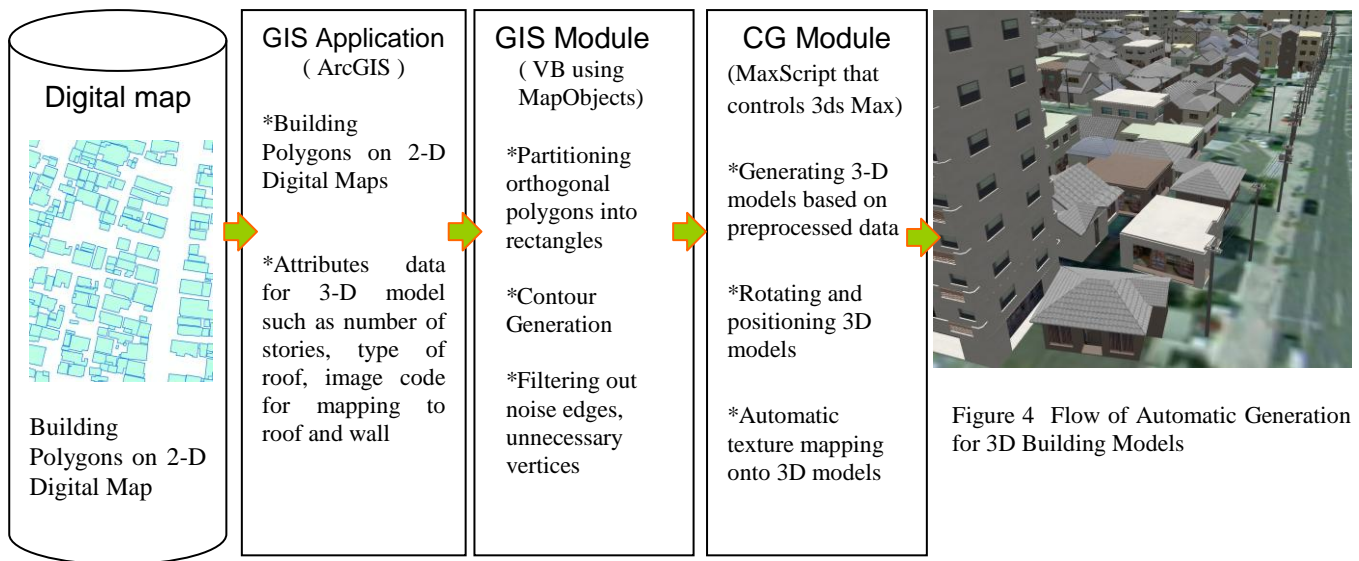 Digital map
Building
Polygons on 2-D
Digital Map
GIS Application
( ArcGIS )
*Building
Polygons on 2-D
Digital Maps
*Attributes data
for 3-D model
such as number of
stories, type of
roof, image code
for mapping to
roof and wall
GIS Module
( VB using
MapObjects)
*Partitioning
orthogonal
polygons into
rectangles
*Contour
Generation
*Filtering out
noise edges,
unnecessary
vertices
CG Module
(MaxScript that
controls 3ds Max)
*Generating 3-D
models based on
preprocessed data
*Rotating and
positioning 3D
models
*Automatic
texture mapping
onto 3D models
Figure 4 Flow of Automatic Generation
for 3D Building Models